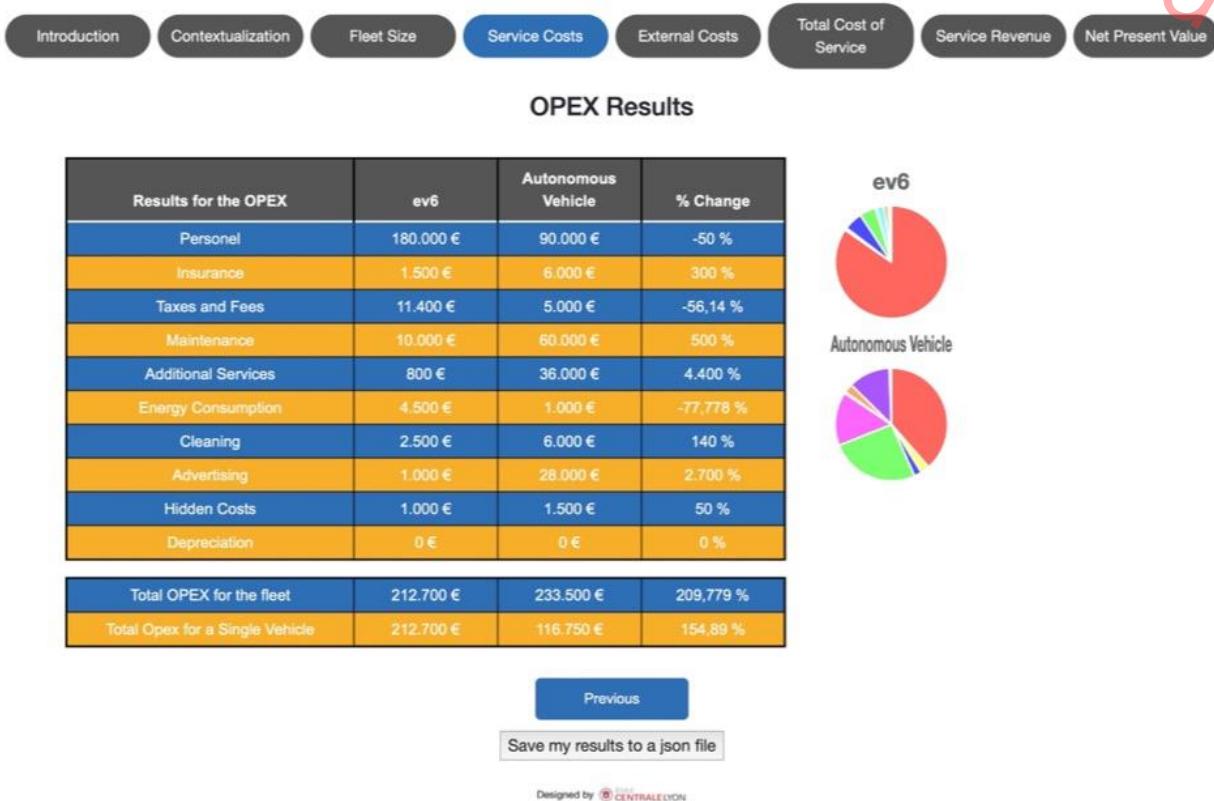 Introduction
Contextualization
Fleet Size
Service Costs
External Costs
Total Cost of
Service
Service Revenue
Net Present Value
OPEX Results
Results for the OPEX ev6 Autonomous Vehicle % Change
Personel 180.000 € 90.000 € -50 %
Insurance 1.500 € 6.000 € 300 %
Taxes and Fees 11.400 € 5.000 € -56,14 %
Maintenance 10.000 € 60.000 € 500 %
Additional Services 800 € 36.000 € 4.400 %
Energy Consumption 4.500 € 1.000 € -77,778 %
Cleaning 2.500 € 6.000 € 140 %
Advertising 1.000 € 28.000 € 2.700 %
Hidden Costs 1.000 € 1.500 € 50 %
Depreciation 0 € 0 € 0 %
Total OPEX for the fleet 212.700 € 233.500 € 209,779 %
Total Opex for a Single Vehicle 212.700 € 116.750 € 154,89 %
ev6
Autonomous Vehicle
Previous
Save my results to a json file
Designed by CENTRALELYON